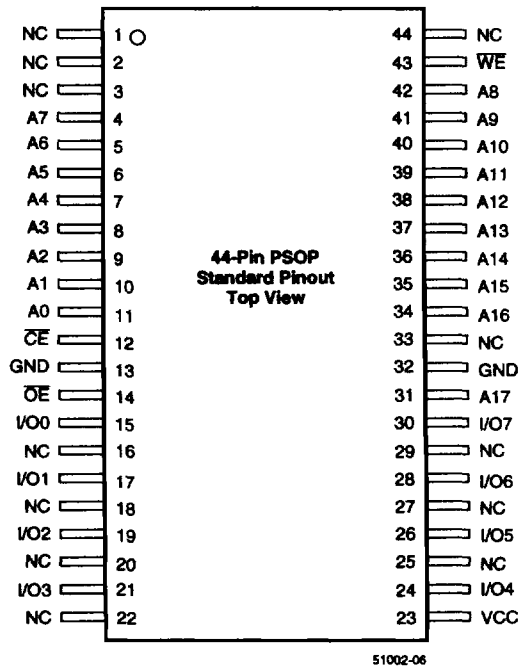 NC 1 44 NC
NC 2 43 W̅E̅
NC 3 42 A8
A7 4 41 A9
A6 5 40 A10
A5 6 39 A11
A4 7 38 A12
A3 8 37 A13
A2 9 36 A14
A1 10 35 A15
A0 11 34 A16
C̅E̅ 12 33 NC
GND 13 32 GND
O̅E̅ 14 31 A17
I/O0 15 30 I/O7
NC 16 29 NC
I/O1 17 28 I/O6
NC 18 27 NC
I/O2 19 26 I/O5
NC 20 25 NC
I/O3 21 24 I/O4
NC 22 23 VCC
44-Pin PSOP
Standard Pinout
Top View
51002-06